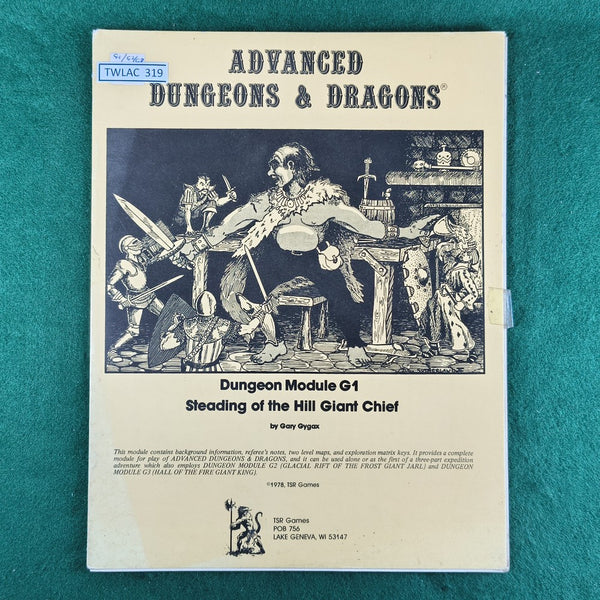 TWLAC 319
ADVANCED
DUNGEONS & DRAGONS®
Dungeon Module G1
Steading of the Hill Giant Chief
by Gary Gygax
This module contains background information, referee's notes, two level maps, and exploration matrix keys. It provides a complete
module for play of ADVANCED DUNGEONS & DRAGONS, and it can be used alone or as the first of a three-part expedition
adventure which also employs DUNGEON MODULE G2 (GLACIAL RIFT OF THE FROST GIANT JARL) and DUNGEON
MODULE G3 (HALL OF THE FIRE GIANT KING).
©1978, TSR Games
TSR Games
POB 756
LAKE GENEVA, WI 53147